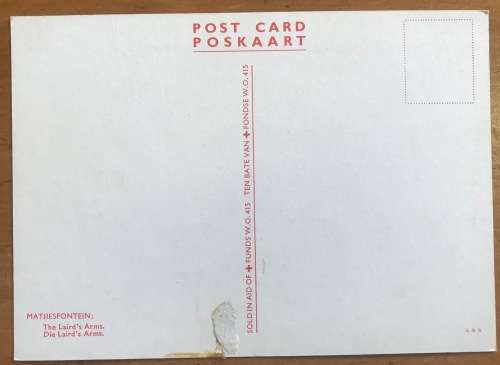 POST CARD
POSKAART
SOLD IN AID OF ✚ FUNDS W.O. 415 TEN BATE VAN ✚ FONDSE W.O. 415
MATJIESFONTEIN:
The Laird's Arms.
Die Laird's Arms.